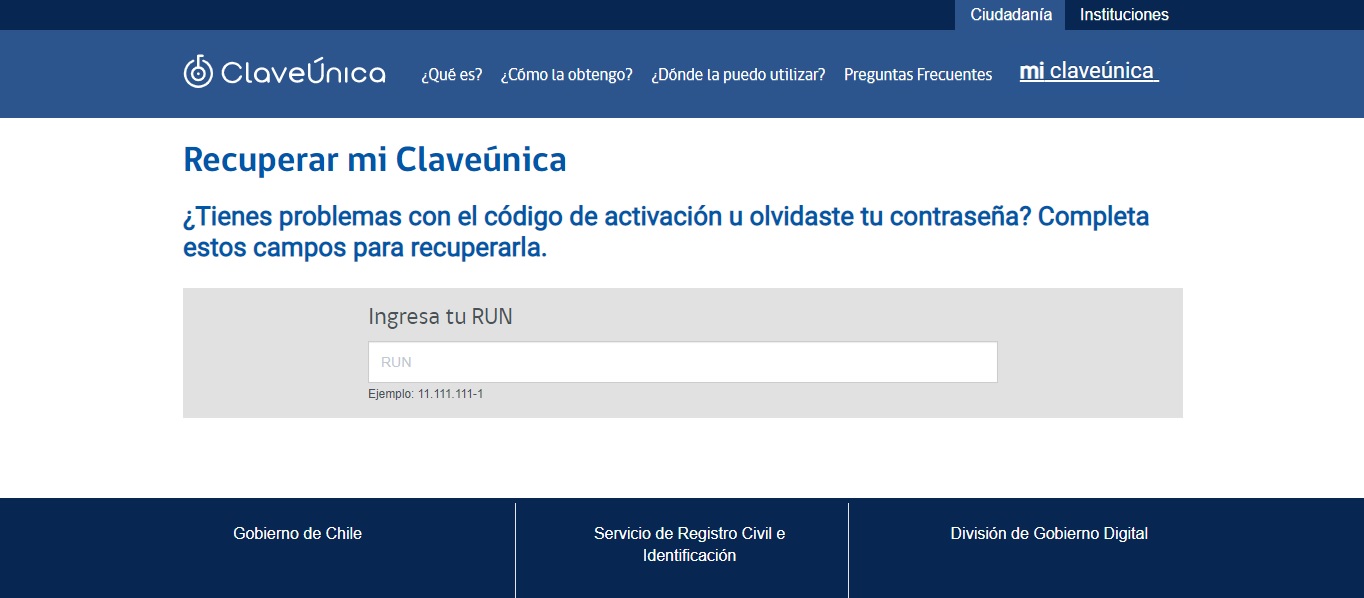 Ciudadanía Instituciones
ClaveÚnica ¿Qué es? ¿Cómo la obtengo? ¿Dónde la puedo utilizar? Preguntas Frecuentes mi claveúnica
Recuperar mi Claveúnica
¿Tienes problemas con el código de activación u olvidaste tu contraseña? Completa
estos campos para recuperarla.
Ingresa tu RUN
RUN
Ejemplo: 11.111.111-1
Gobierno de Chile
Servicio de Registro Civil e
Identificación
División de Gobierno Digital